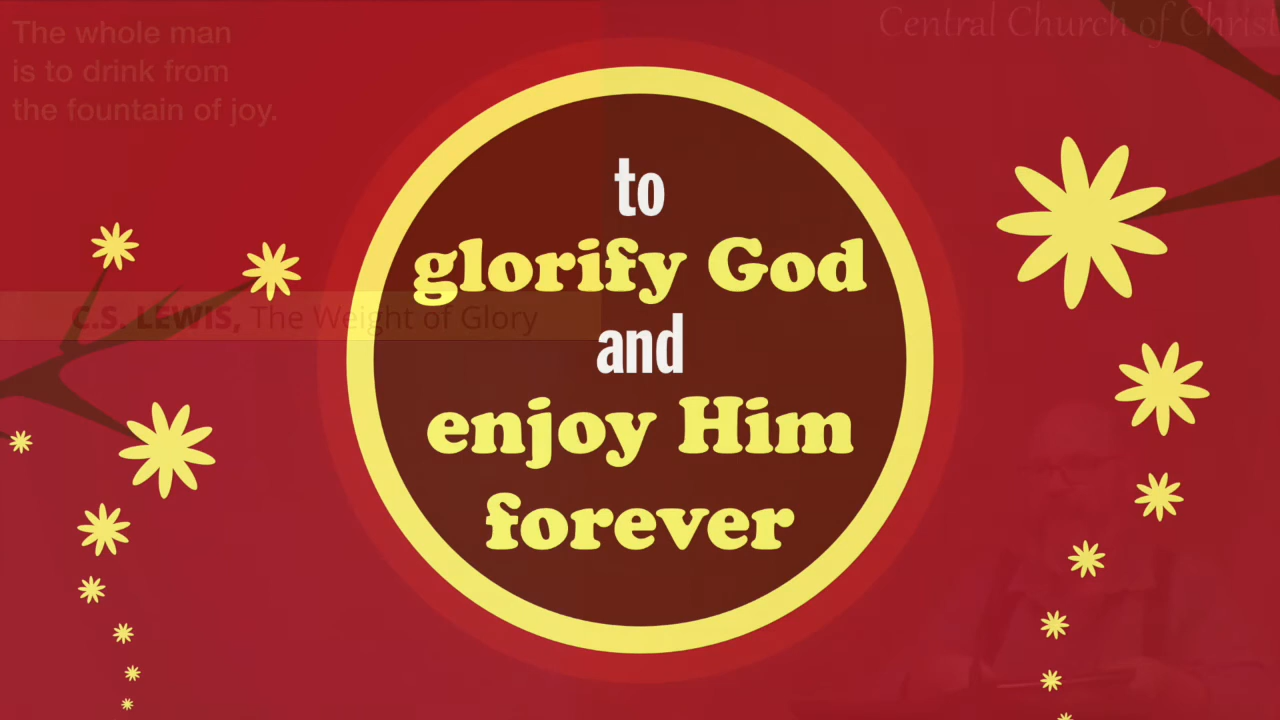 The whole man
is to drink from
the fountain of joy.
Central Church of Christ
C.S. LEWIS, The Weight of Glory
to
glorify God
and
enjoy Him
forever